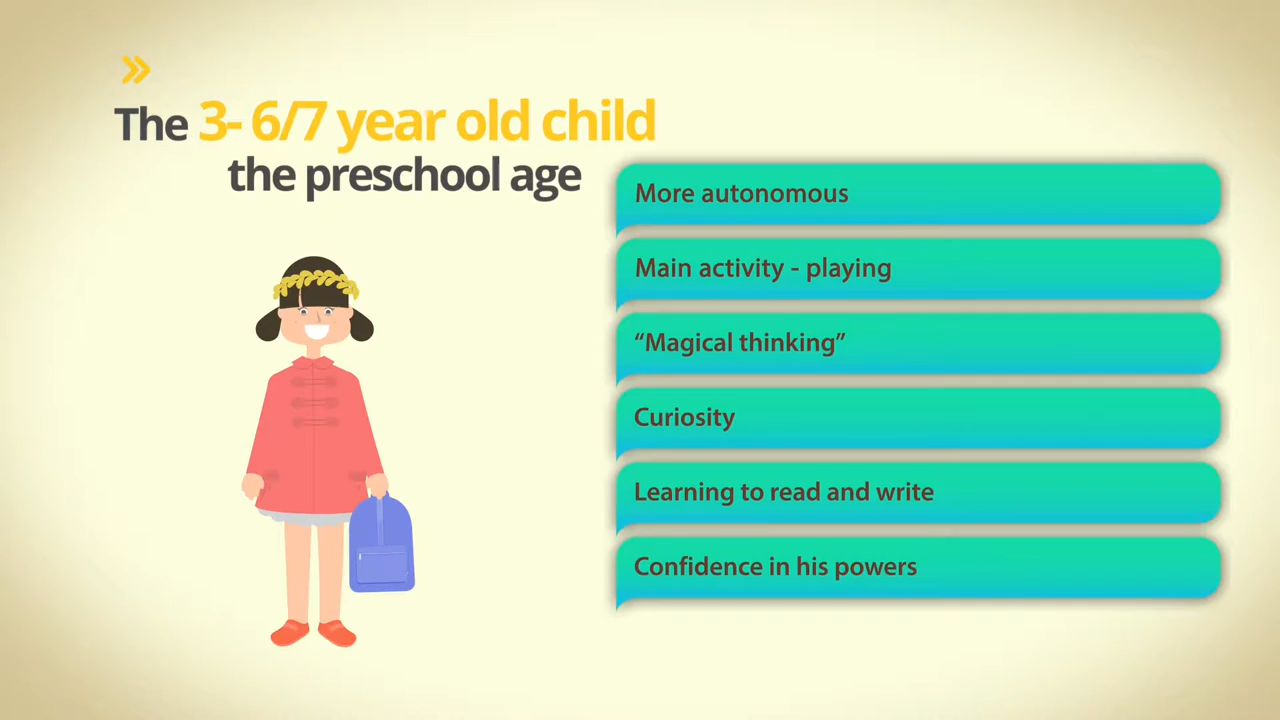 The 3- 6/7 year old child
the preschool age
More autonomous
Main activity - playing
“Magical thinking”
Curiosity
Learning to read and write
Confidence in his powers